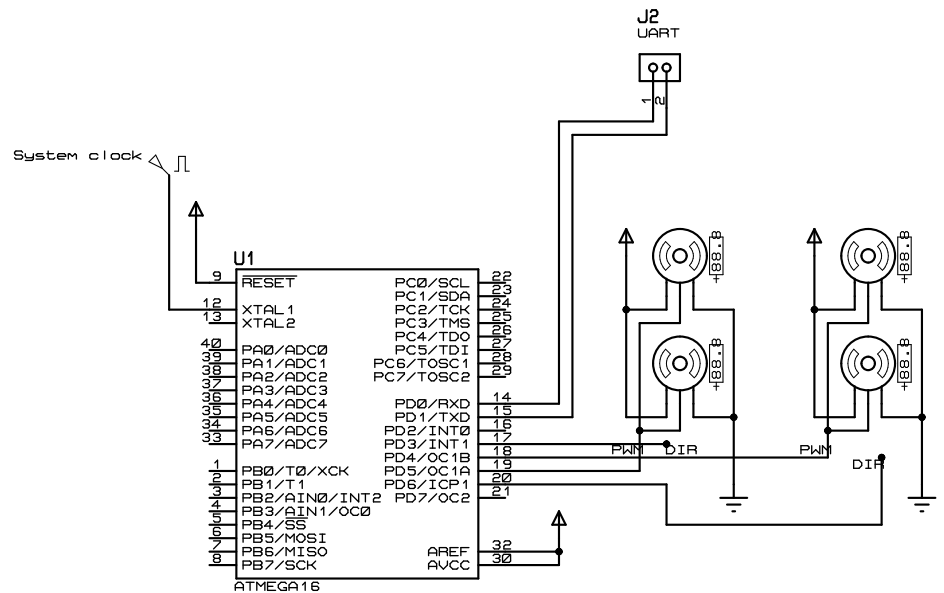 J2
UART
1
2
System clock
U1
9 RESET
12 XTAL1
13 XTAL2
40 PA0/ADC0
39 PA1/ADC1
38 PA2/ADC2
37 PA3/ADC3
36 PA4/ADC4
35 PA5/ADC5
34 PA6/ADC6
33 PA7/ADC7
1 PB0/T0/XCK
2 PB1/T1
3 PB2/AIN0/INT2
4 PB3/AIN1/OC0
5 PB4/SS
6 PB5/MOSI
7 PB6/MISO
8 PB7/SCK
PC0/SCL 22
PC1/SDA 23
PC2/TCK 24
PC3/TMS 25
PC4/TDO 26
PC5/TDI 27
PC6/TOSC1 28
PC7/TOSC2 29
PD0/RXD 14
PD1/TXD 15
PD2/INT0 16
PD3/INT1 17
PD4/OC1B 18
PD5/OC1A 19
PD6/ICP1 20
PD7/OC2 21
AREF 32
AVCC 30
ATMEGA16
+88.8
+88.8
+88.8
+88.8
PWM
DIR
PWM
DIR